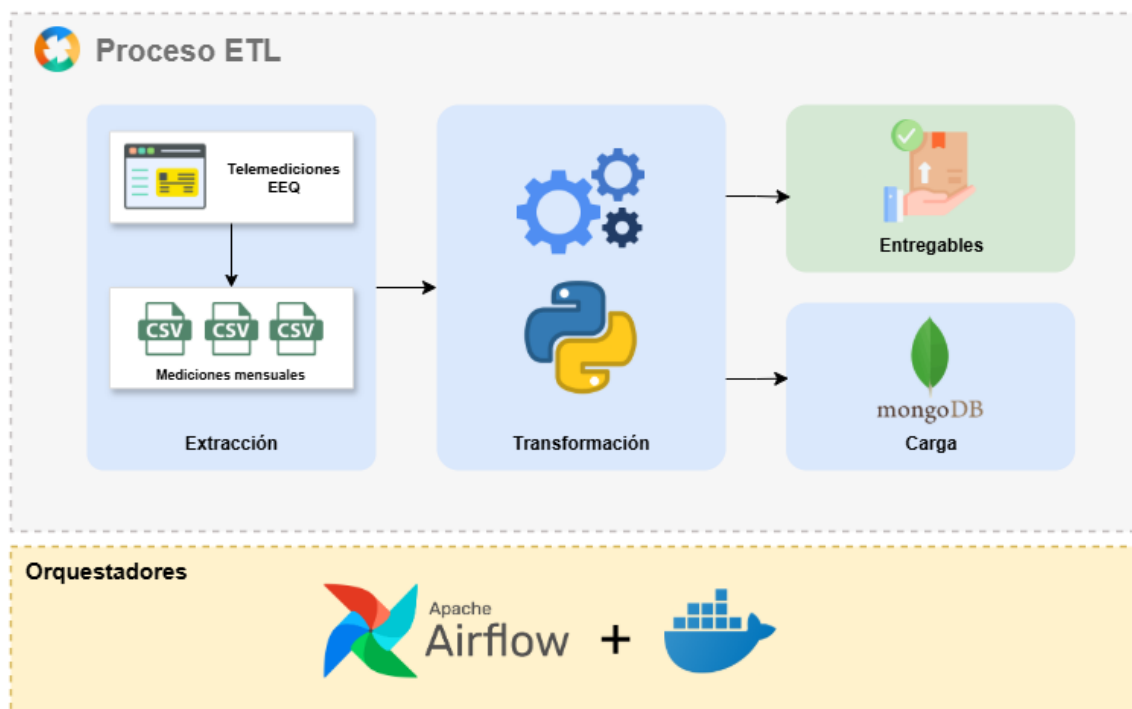 Proceso ETL
Telemediciones
EEQ
CSV
CSV
CSV
Mediciones mensuales
Extracción
Transformación
Entregables
mongoDB
Carga
Orquestadores
Apache
Airflow
+